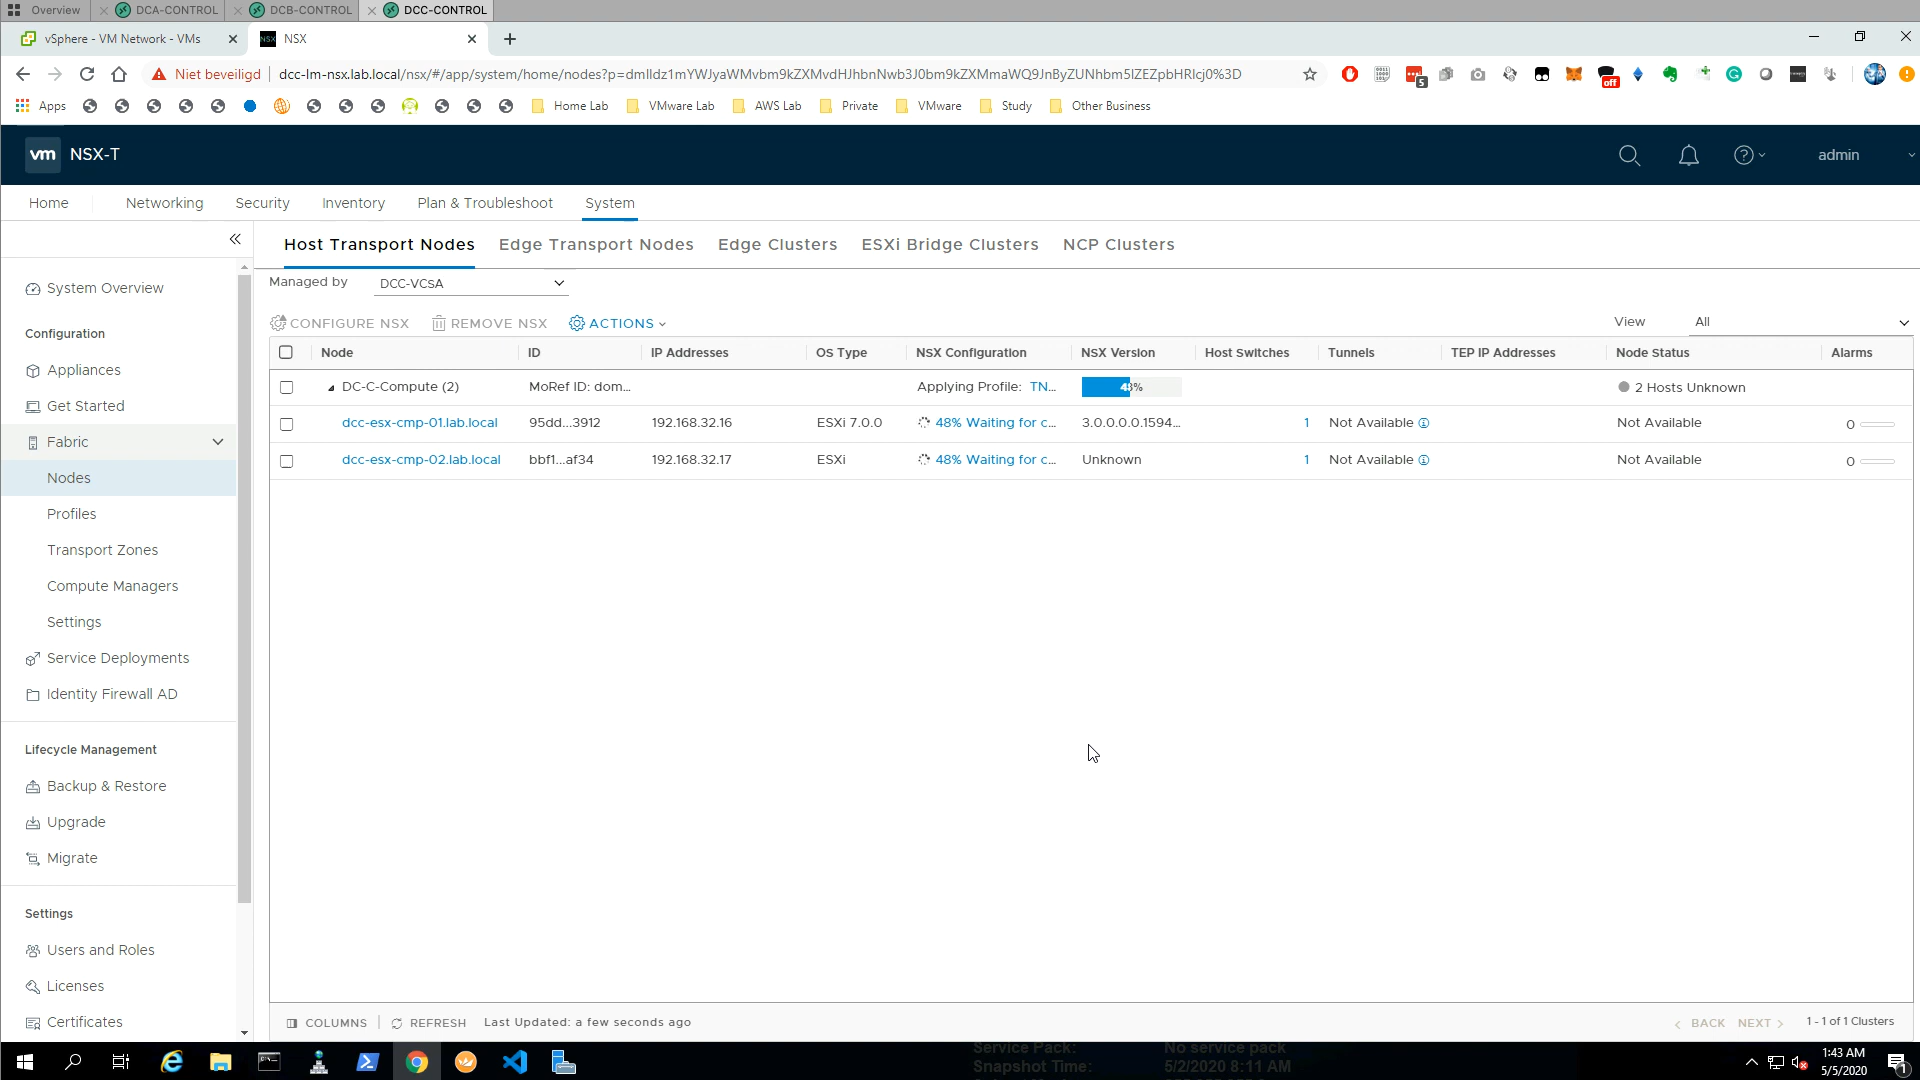 Overview
DCA-CONTROL
DCB-CONTROL
DCC-CONTROL
vSphere - VM Network - VMs
NSX
NSX
Niet beveiligd
dcc-lm-nsx.lab.local/nsx/#/app/system/home/nodes?p=dmlldz1mYWJyaWMvbm9kZXMvdHJhbnNwb3J0bm9kZXMmaWQ9JnByZUNhbm5lZEZpbHRlcj0%3D
5
off
Apps
Home Lab
VMware Lab
AWS Lab
Private
VMware
Study
Other Business
vm
NSX-T
admin
Home
Networking
Security
Inventory
Plan & Troubleshoot
System
System Overview
Configuration
Appliances
Get Started
Fabric
Nodes
Profiles
Transport Zones
Compute Managers
Settings
Service Deployments
Identity Firewall AD
Lifecycle Management
Backup & Restore
Upgrade
Migrate
Settings
Users and Roles
Licenses
Certificates
Host Transport Nodes
Edge Transport Nodes
Edge Clusters
ESXi Bridge Clusters
NCP Clusters
Managed by
DCC-VCSA
CONFIGURE NSX
REMOVE NSX
ACTIONS
View
All
Node ID IP Addresses OS Type NSX Configuration NSX Version Host Switches Tunnels TEP IP Addresses Node Status Alarms
DC-C-Compute (2) MoRef ID: dom... Applying Profile: TN... 48% 2 Hosts Unknown
dcc-esx-cmp-01.lab.local 95dd...3912 192.168.32.16 ESXi 7.0.0 48% Waiting for c... 3.0.0.0.0.1594... 1 Not Available Not Available 0
dcc-esx-cmp-02.lab.local bbf1...af34 192.168.32.17 ESXi 48% Waiting for c... Unknown 1 Not Available Not Available 0
COLUMNS
REFRESH
Last Updated: a few seconds ago
BACK
NEXT
1 - 1 of 1 Clusters
Service Pack: No service pack
Snapshot Time: 5/2/2020 8:11 AM
1:43 AM
5/5/2020
1